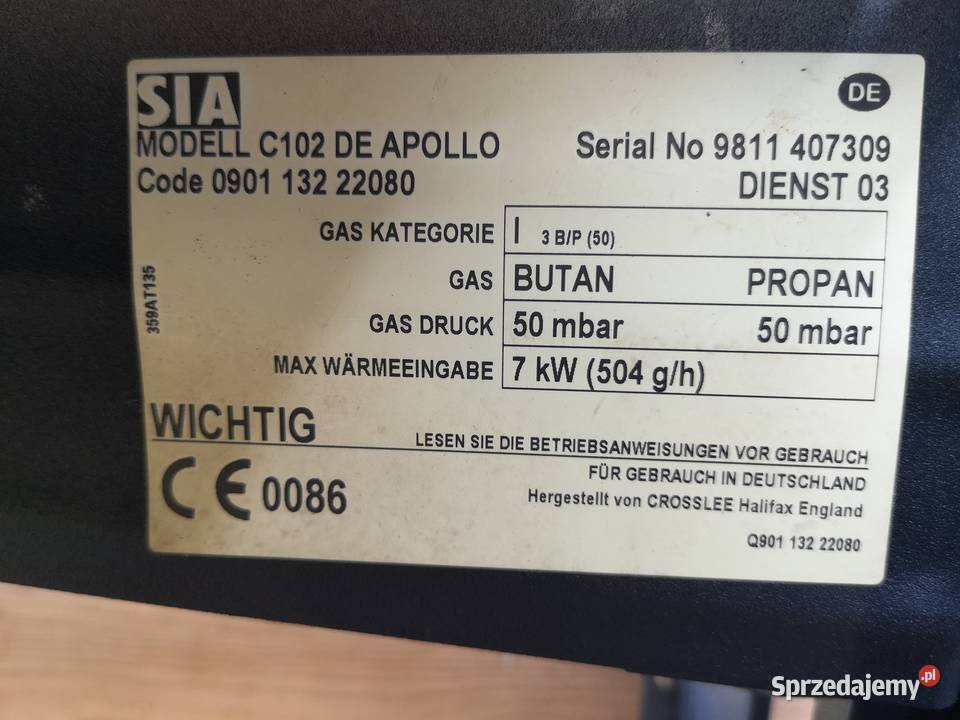 SIA
DE
MODELL C102 DE APOLLO
Serial No 9811 407309
Code 0901 132 22080
DIENST 03
GAS KATEGORIE I 3 B/P (50)
GAS BUTAN PROPAN
GAS DRUCK 50 mbar 50 mbar
MAX WÄRMEEINGABE 7 kW (504 g/h)
359AT135
WICHTIG
LESEN SIE DIE BETRIEBSANWEISUNGEN VOR GEBRAUCH
FÜR GEBRAUCH IN DEUTSCHLAND
CE 0086
Hergestellt von CROSSLEE Halifax England
Q901 132 22080
Sprzedajemy.pl